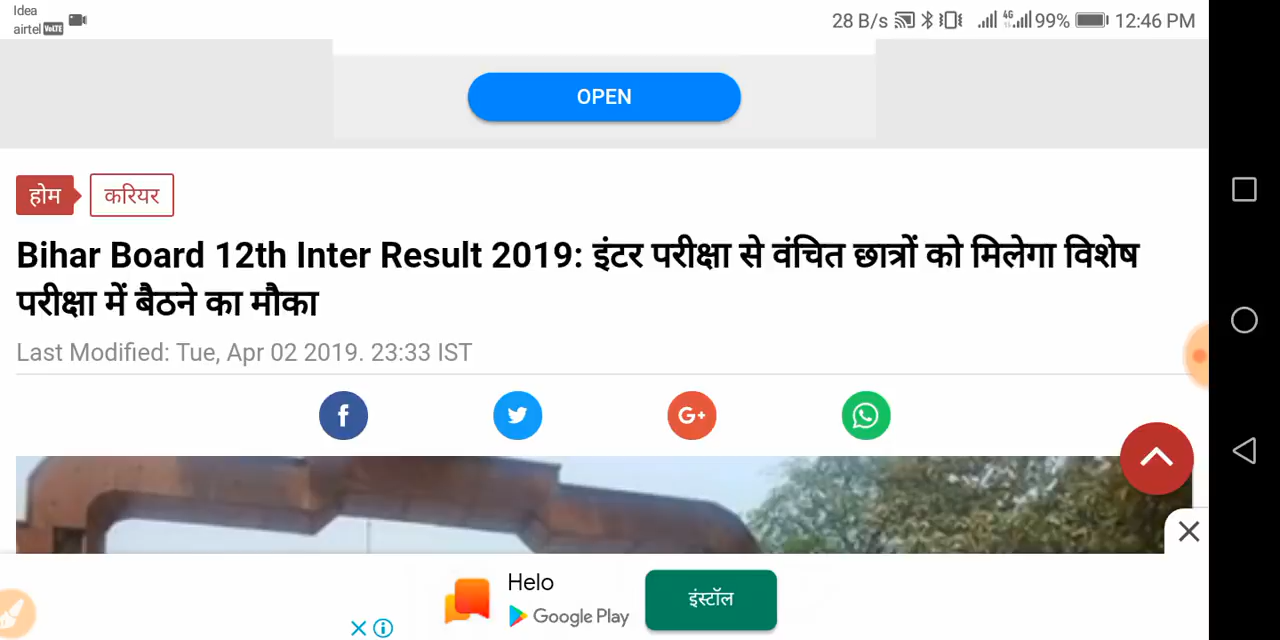 Idea
airtel VoLTE
28 B/s 4G 99% 12:46 PM
OPEN
होम करियर
Bihar Board 12th Inter Result 2019: इंटर परीक्षा से वंचित छात्रों को मिलेगा विशेष
परीक्षा में बैठने का मौका
Last Modified: Tue, Apr 02 2019. 23:33 IST
f G+
Helo
Google Play
इंस्टॉल